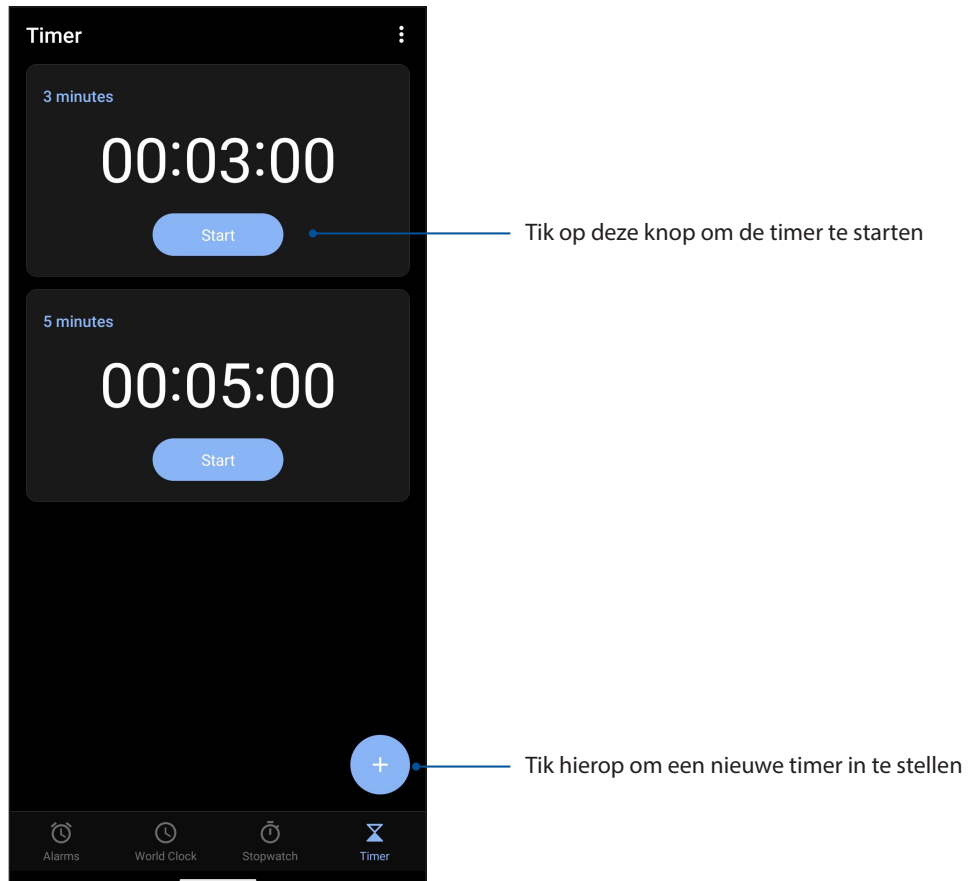 Timer
3 minutes
00:03:00
Start
Tik op deze knop om de timer te starten
5 minutes
00:05:00
Start
+
Tik hierop om een nieuwe timer in te stellen
Alarms
World Clock
Stopwatch
Timer